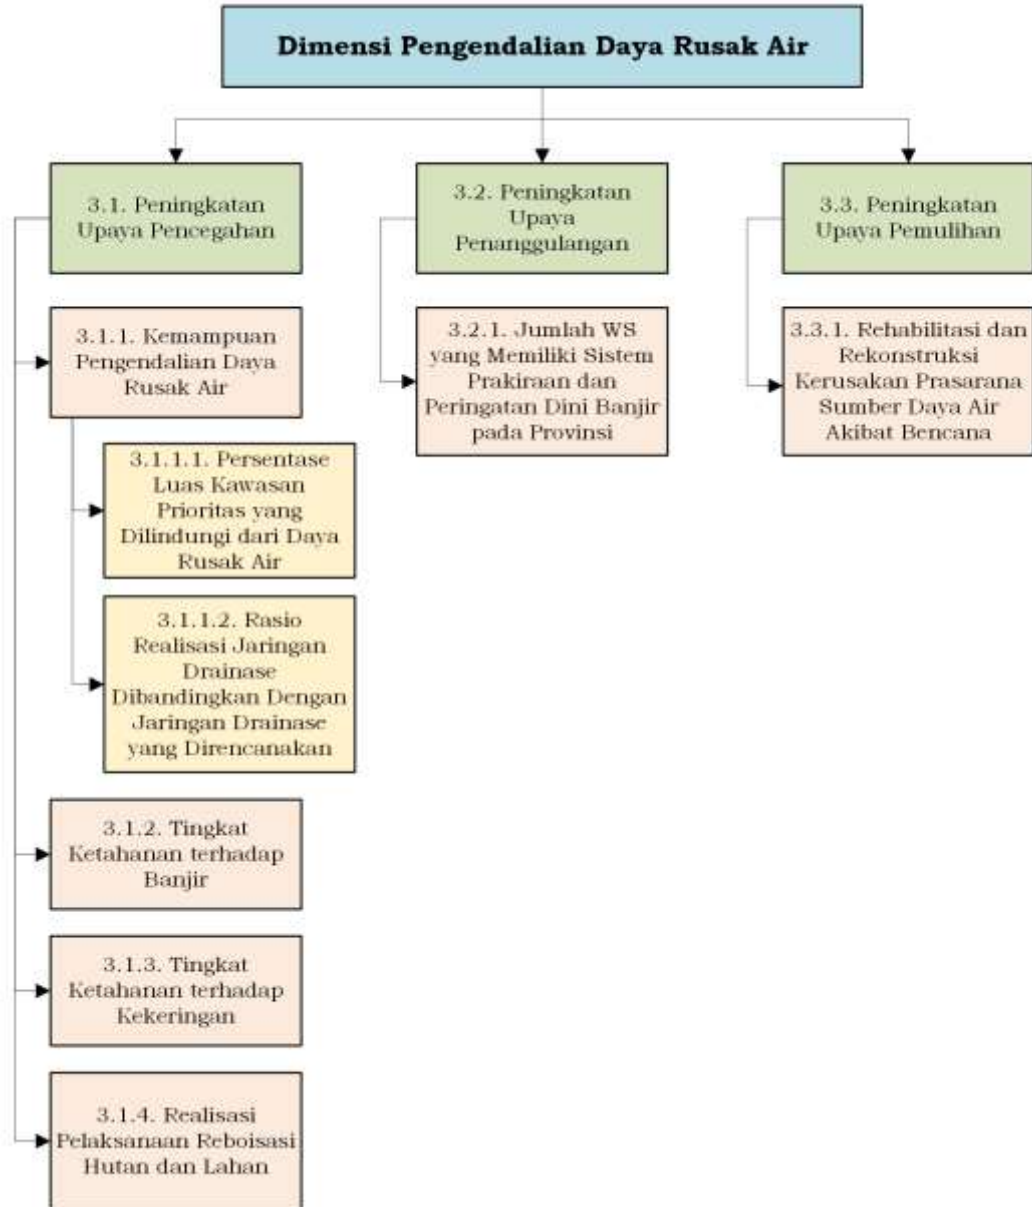 Dimensi Pengendalian Daya Rusak Air
3.1. Peningkatan
Upaya Pencegahan
3.2. Peningkatan
Upaya
Penanggulangan
3.3. Peningkatan
Upaya Pemulihan
3.1.1. Kemampuan
Pengendalian Daya
Rusak Air
3.2.1. Jumlah WS
yang Memiliki Sistem
Prakiraan dan
Peringatan Dini Banjir
pada Provinsi
3.3.1. Rehabilitasi dan
Rekonstruksi
Kerusakan Prasarana
Sumber Daya Air
Akibat Bencana
3.1.1.1. Persentase
Luas Kawasan
Prioritas yang
Dilindungi dari Daya
Rusak Air
3.1.1.2. Rasio
Realisasi Jaringan
Drainase
Dibandingkan Dengan
Jaringan Drainase
yang Direncanakan
3.1.2. Tingkat
Ketahanan terhadap
Banjir
3.1.3. Tingkat
Ketahanan terhadap
Kekeringan
3.1.4. Realisasi
Pelaksanaan Reboisasi
Hutan dan Lahan